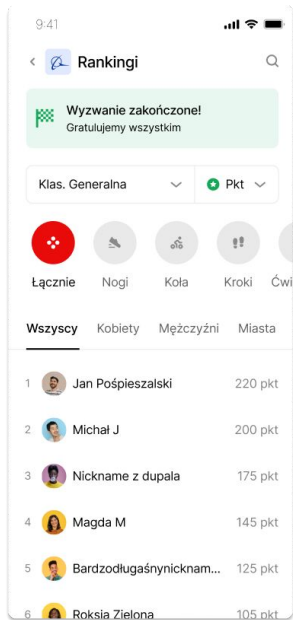 9:41
Rankingi
Wyzwanie zakończone!
Gratulujemy wszystkim
Klas. Generalna Pkt
Łącznie Nogi Koła Kroki Ćwi
Wszyscy Kobiety Mężczyźni Miasta
1 Jan Pośpieszalski 220 pkt
2 Michał J 200 pkt
3 Nickname z dupala 175 pkt
4 Magda M 145 pkt
5 Bardzodługaśnynicknam... 125 pkt
6 Roksia Zielona 105 pkt